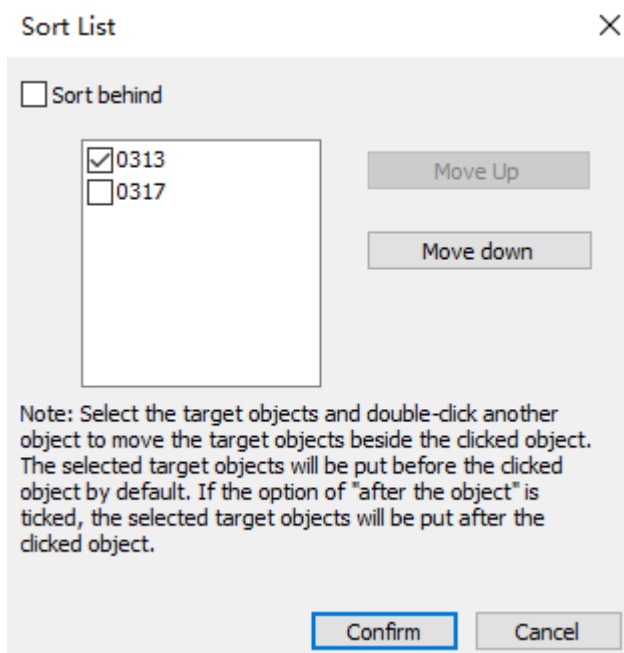 Sort List
Sort behind
0313
0317
Move Up
Move down
Note: Select the target objects and double-click another
object to move the target objects beside the clicked object.
The selected target objects will be put before the clicked
object by default. If the option of "after the object" is
ticked, the selected target objects will be put after the
clicked object.
Confirm
Cancel